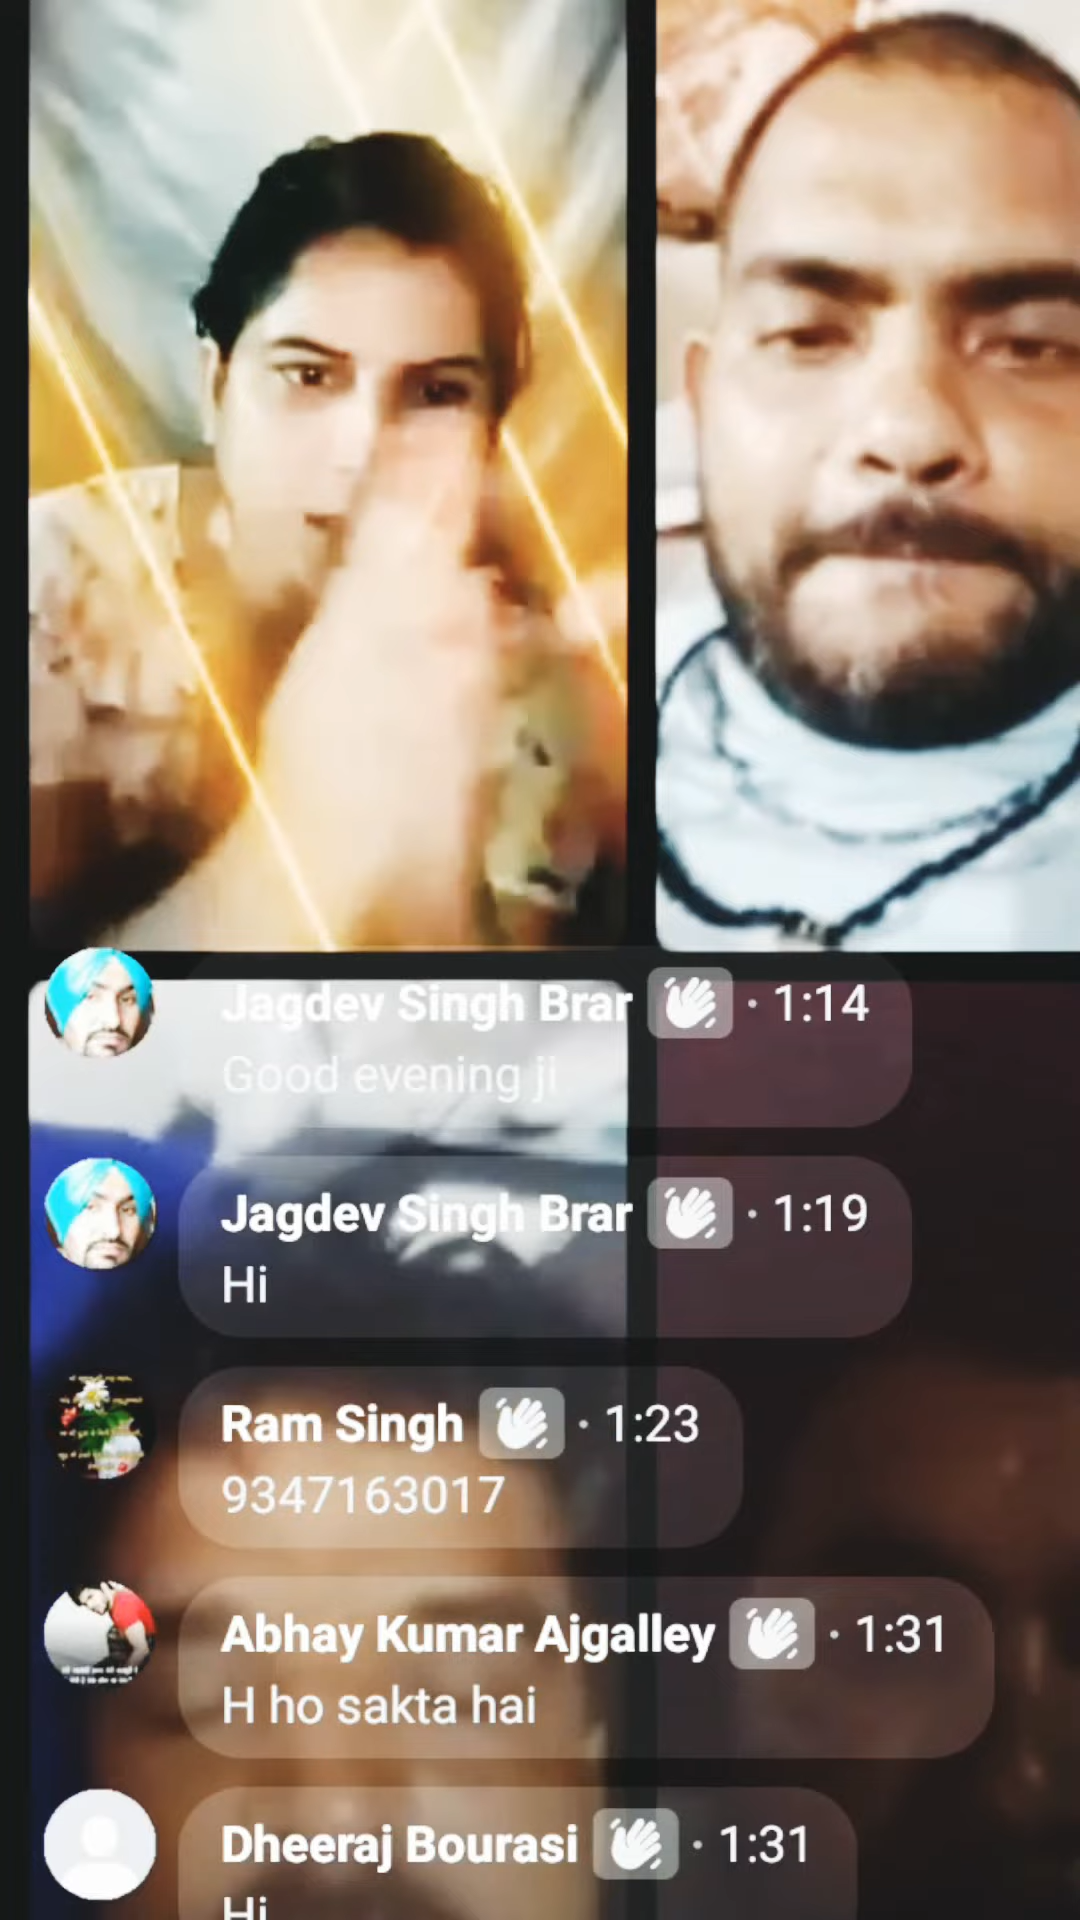 Jagdev Singh Brar · 1:14
Good evening ji
Jagdev Singh Brar · 1:19
Hi
Ram Singh · 1:23
9347163017
Abhay Kumar Ajgalley · 1:31
H ho sakta hai
Dheeraj Bourasi · 1:31
Hi